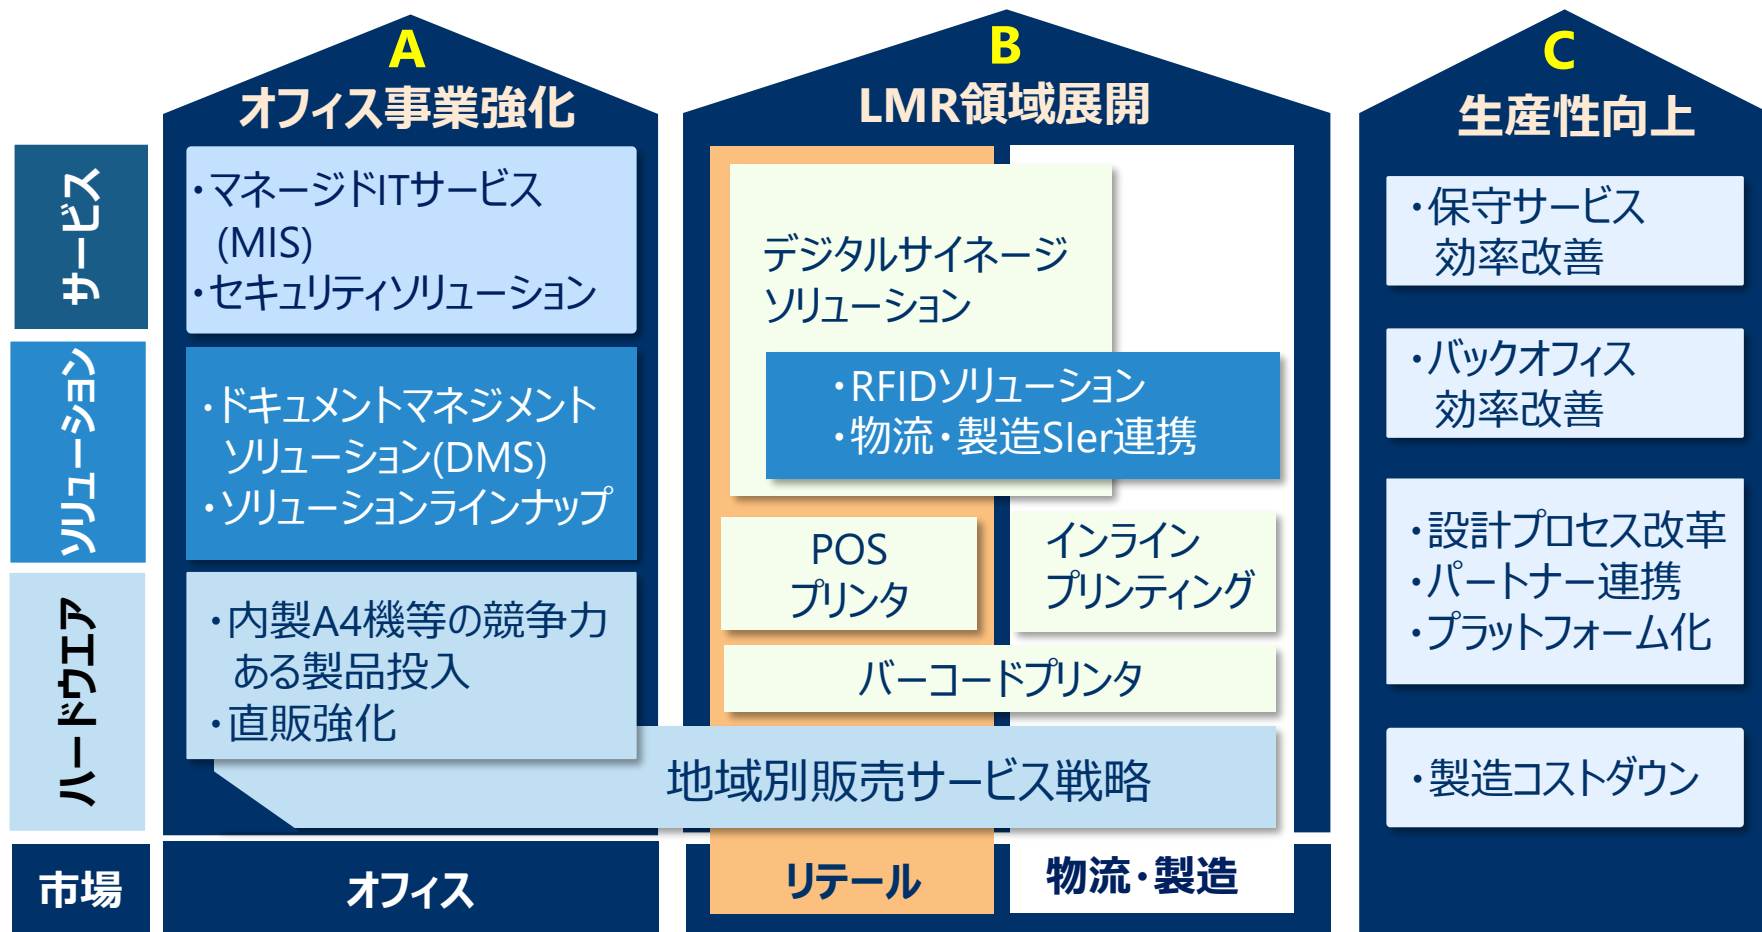 A
オフィス事業強化
B
LMR領域展開
C
生産性向上
サービス
・マネージドITサービス
(MIS)
・セキュリティソリューション
ソリューション
・ドキュメントマネジメント
ソリューション(DMS)
・ソリューションラインナップ
ハードウエア
・内製A4機等の競争力
ある製品投入
・直販強化
デジタルサイネージ
ソリューション
・RFIDソリューション
・物流・製造SIer連携
POS
プリンタ
インライン
プリンティング
バーコードプリンタ
地域別販売サービス戦略
・保守サービス
効率改善
・バックオフィス
効率改善
・設計プロセス改革
・パートナー連携
・プラットフォーム化
・製造コストダウン
市場
オフィス
リテール
物流・製造